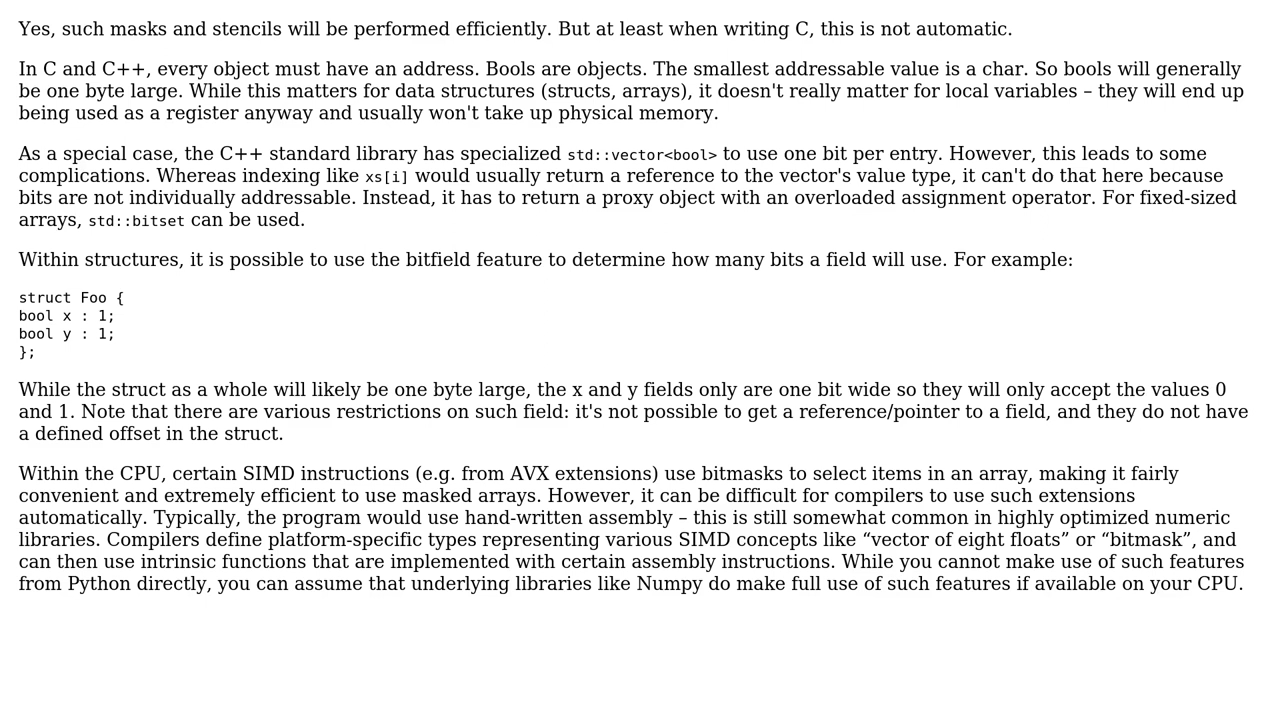 Yes, such masks and stencils will be performed efficiently. But at least when writing C, this is not automatic.
In C and C++, every object must have an address. Bools are objects. The smallest addressable value is a char. So bools will generally
be one byte large. While this matters for data structures (structs, arrays), it doesn't really matter for local variables – they will end up
being used as a register anyway and usually won't take up physical memory.
As a special case, the C++ standard library has specialized std::vector<bool> to use one bit per entry. However, this leads to some
complications. Whereas indexing like xs[i] would usually return a reference to the vector's value type, it can't do that here because
bits are not individually addressable. Instead, it has to return a proxy object with an overloaded assignment operator. For fixed-sized
arrays, std::bitset can be used.
Within structures, it is possible to use the bitfield feature to determine how many bits a field will use. For example:
struct Foo {
bool x : 1;
bool y : 1;
};
While the struct as a whole will likely be one byte large, the x and y fields only are one bit wide so they will only accept the values 0
and 1. Note that there are various restrictions on such field: it's not possible to get a reference/pointer to a field, and they do not have
a defined offset in the struct.
Within the CPU, certain SIMD instructions (e.g. from AVX extensions) use bitmasks to select items in an array, making it fairly
convenient and extremely efficient to use masked arrays. However, it can be difficult for compilers to use such extensions
automatically. Typically, the program would use hand-written assembly – this is still somewhat common in highly optimized numeric
libraries. Compilers define platform-specific types representing various SIMD concepts like “vector of eight floats” or “bitmask”, and
can then use intrinsic functions that are implemented with certain assembly instructions. While you cannot make use of such features
from Python directly, you can assume that underlying libraries like Numpy do make full use of such features if available on your CPU.